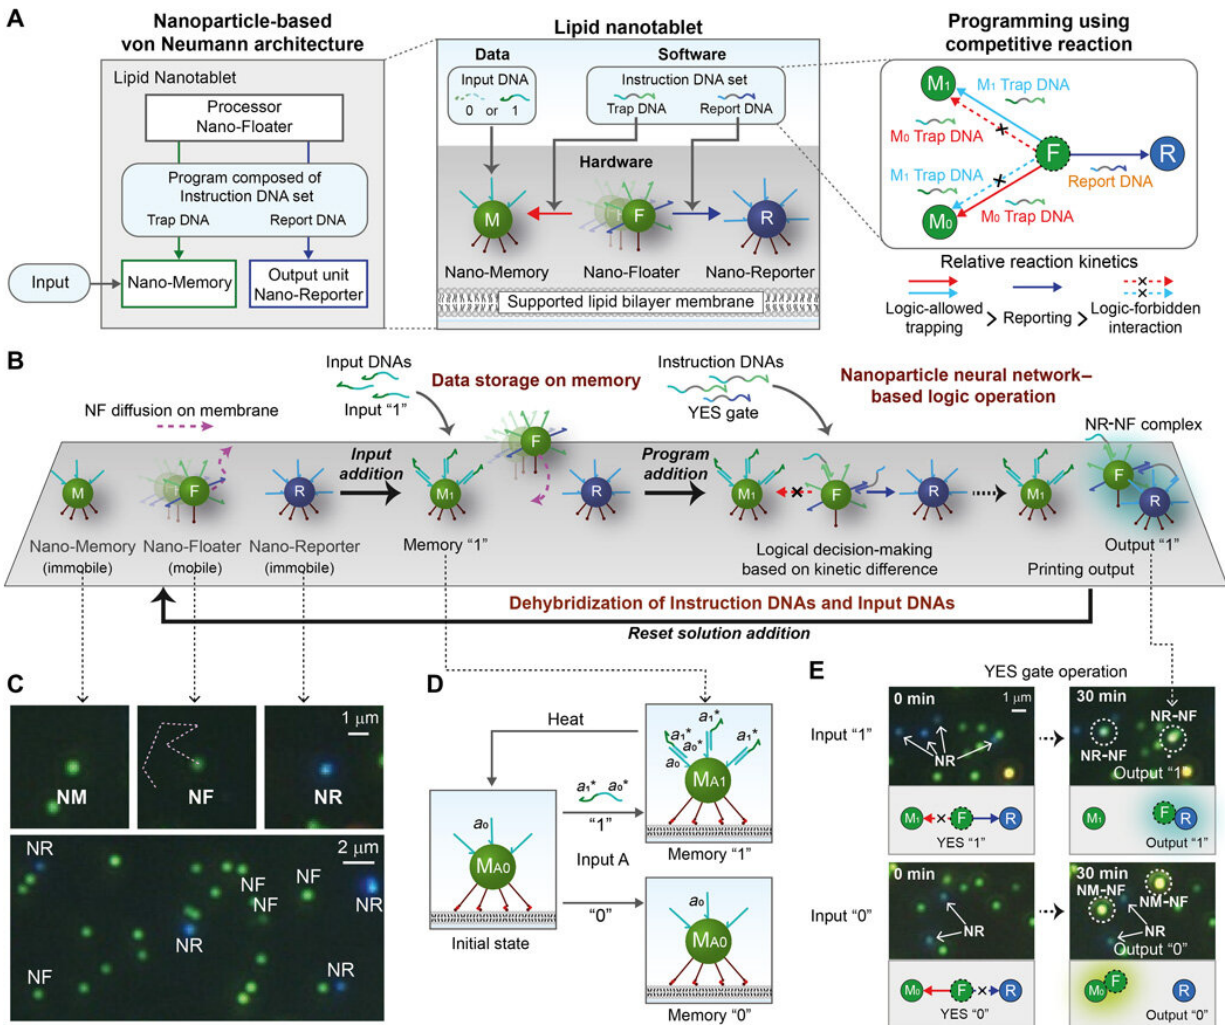 A
Nanoparticle-based
von Neumann architecture
Lipid Nanotablet
Processor
Nano-Floater
Program composed of
Instruction DNA set
Trap DNA
Report DNA
Input
Nano-Memory
Output unit
Nano-Reporter
Lipid nanotablet
Data
Software
Input DNA
0 or 1
Instruction DNA set
Trap DNA
Report DNA
Hardware
M
F
R
Nano-Memory
Nano-Floater
Nano-Reporter
Supported lipid bilayer membrane
Programming using
competitive reaction
M1
M1 Trap DNA
M0 Trap DNA
F
R
M1 Trap DNA
Report DNA
M0
M0 Trap DNA
Relative reaction kinetics
Logic-allowed
trapping
> Reporting >
Logic-forbidden
interaction
B
Input DNAs
Input “1”
Data storage on memory
Instruction DNAs
YES gate
Nanoparticle neural network–
based logic operation
NF diffusion on membrane
NR-NF complex
M
F
R
Input
addition
M1
F
R
Program
addition
M1
F
R
M1
F
R
Nano-Memory
(immobile)
Nano-Floater
(mobile)
Nano-Reporter
(immobile)
Memory “1”
Logical decision-making
based on kinetic difference
Output “1”
Printing output
Dehybridization of Instruction DNAs and Input DNAs
Reset solution addition
C
1 μm
NM
NF
NR
2 μm
NR
NF
NF
NF
NR
NR
NF
NR
D
Heat
a0
MA0
Initial state
a1* a0*
“1”
Input A
“0”
a1*
a1*
a0*
a1*
a0
MA1
Memory “1”
a0
MA0
Memory “0”
E
YES gate operation
Input “1”
0 min
1 μm
NR
30 min
NR-NF
NR-NF
Output “1”
M1
F
R
YES “1”
M1
F
R
Output “1”
Input “0”
0 min
NR
30 min
NM-NF
NM-NF
NR
Output “0”
M0
F
R
YES “0”
M0
F
R
Output “0”